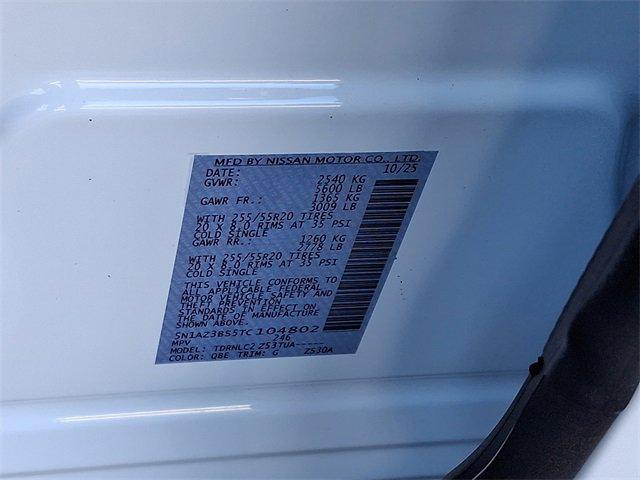 MFD BY NISSAN MOTOR CO., LTD.
DATE: 10/25
GVWR: 2540 KG
5600 LB
GAWR FR.: 1365 KG
3009 LB
WITH 255/55R20 TIRES
20 X 8.0 RIMS AT 35 PSI
COLD SINGLE
GAWR RR.: 1260 KG
2778 LB
WITH 255/55R20 TIRES
20 X 8.0 RIMS AT 35 PSI
COLD SINGLE
THIS VEHICLE CONFORMS TO
ALL APPLICABLE FEDERAL
MOTOR VEHICLE SAFETY AND
THEFT PREVENTION
STANDARDS IN EFFECT ON
THE DATE OF MANUFACTURE
SHOWN ABOVE.
5N1AZ3BS5TC104802
MPV 246
MODEL: TDRNLC2 Z53TUA-----
COLOR: QBE TRIM: G Z530A